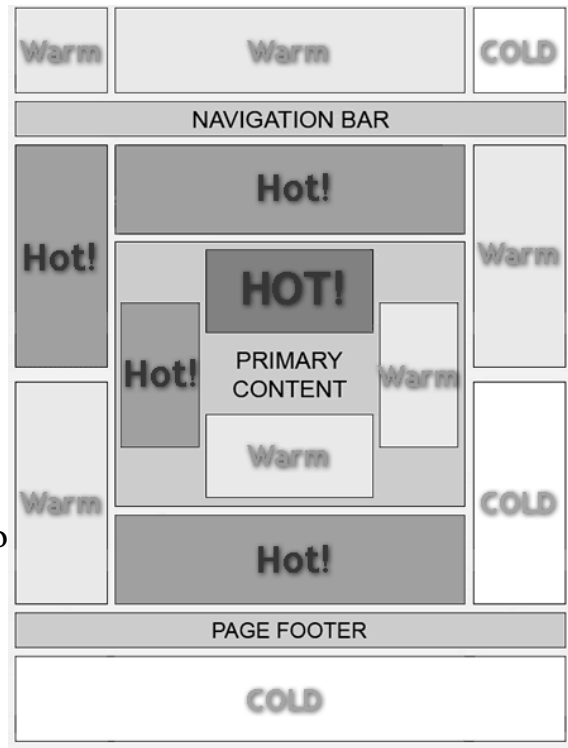 Warm Warm COLD
NAVIGATION BAR
Hot!
Hot! Warm
HOT!
Hot! PRIMARY Warm
CONTENT
Warm
Warm COLD
Hot!
PAGE FOOTER
COLD